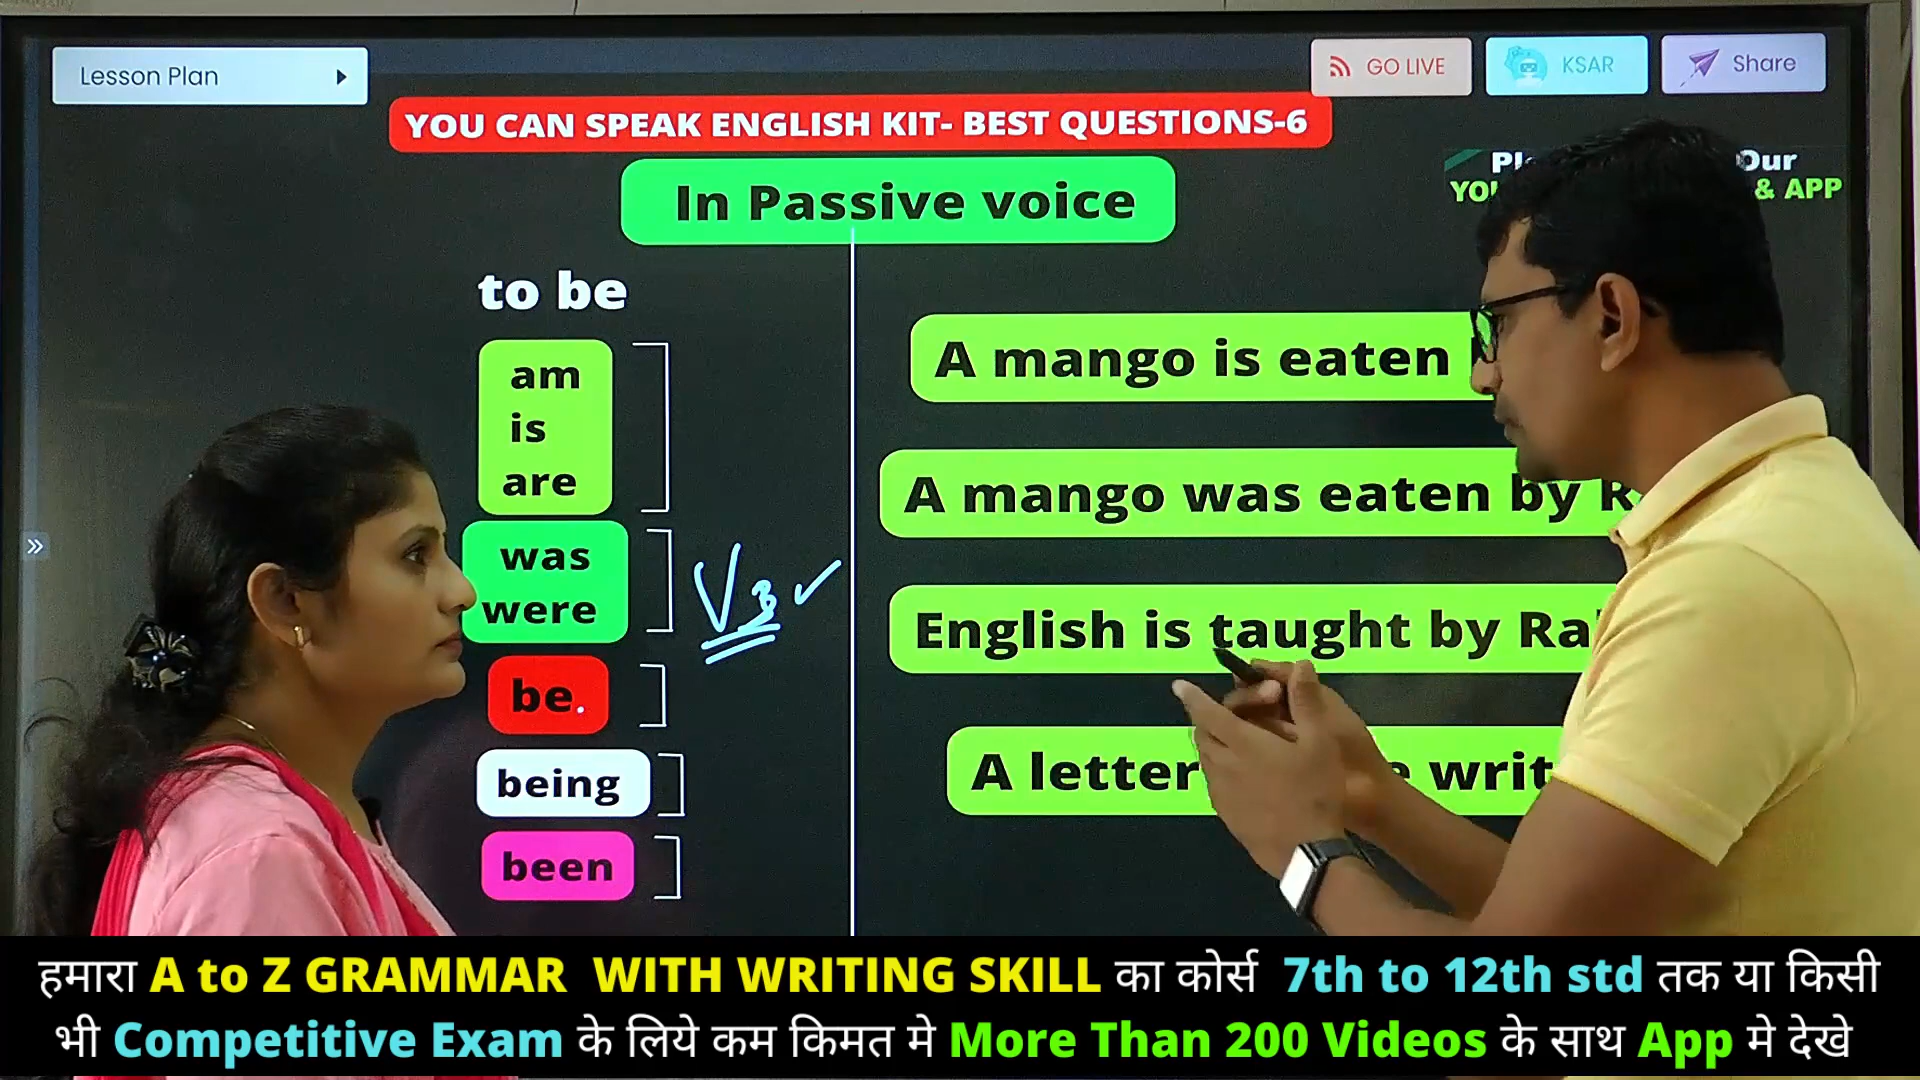 Lesson Plan
GO LIVE
KSAR
Share
YOU CAN SPEAK ENGLISH KIT- BEST QUESTIONS-6
In Passive voice
Our
& APP
to be
am
is
are
was
were
be.
being
been
V3 ✓
A mango is eaten
A mango was eaten by
English is taught by
A letter
हमारा A to Z GRAMMAR WITH WRITING SKILL का कोर्स 7th to 12th std तक या किसी
भी Competitive Exam के लिये कम किमत मे More Than 200 Videos के साथ App मे देखे